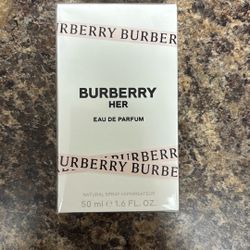 URBERRY BURBER
BURBERRY
HER
EAU DE PARFUM
BURBERRY BURBE
BURBERRY BURBE
NATURAL SPRAY VAPORISATEUR
50 ml ℮ 1.6 FL. OZ.